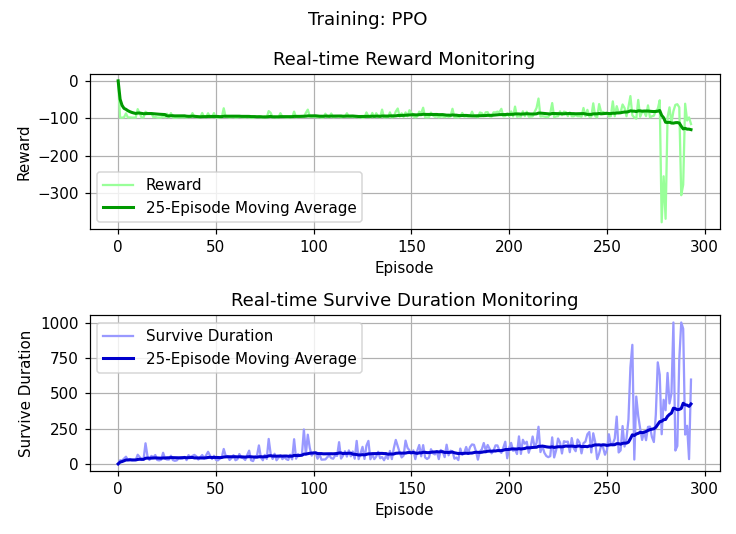 Training: PPO
Real-time Reward Monitoring
0
−100
−200
−300
Reward
Reward
25-Episode Moving Average
0 50 100 150 200 250 300
Episode
Real-time Survive Duration Monitoring
1000
750
500
250
0
Survive Duration
Survive Duration
25-Episode Moving Average
0 50 100 150 200 250 300
Episode